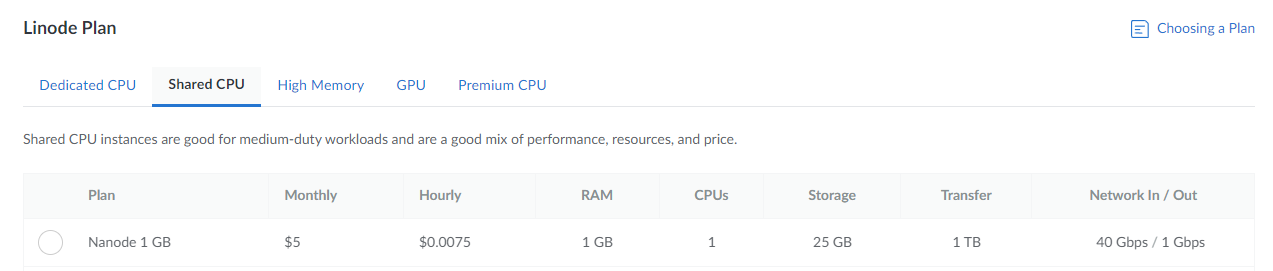 Linode Plan
Choosing a Plan
Dedicated CPU Shared CPU High Memory GPU Premium CPU
Shared CPU instances are good for medium-duty workloads and are a good mix of performance, resources, and price.
Plan Monthly Hourly RAM CPUs Storage Transfer Network In / Out
Nanode 1 GB $5 $0.0075 1 GB 1 25 GB 1 TB 40 Gbps / 1 Gbps